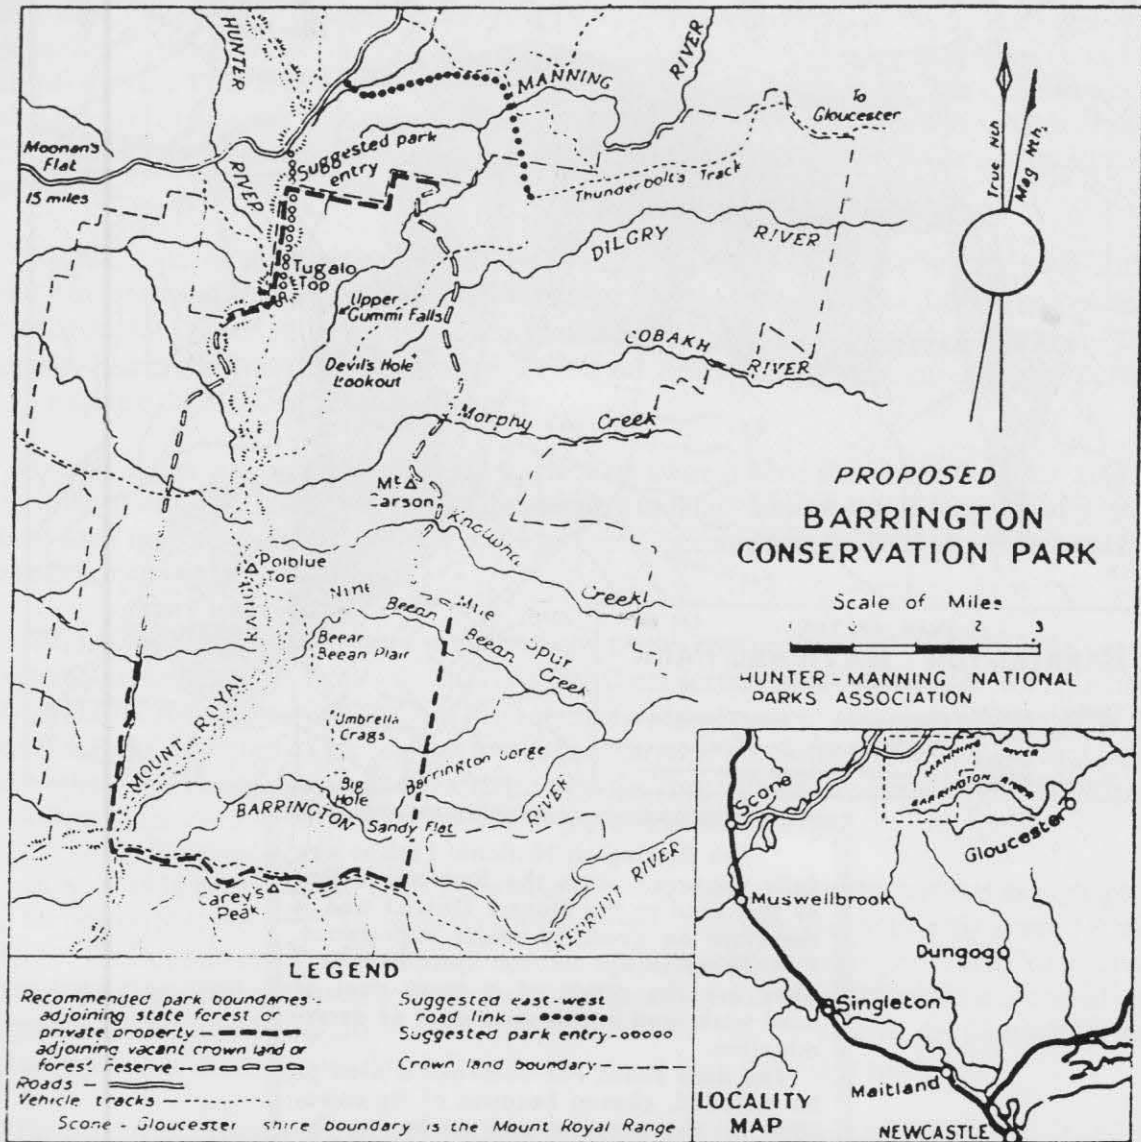 HUNTER
RIVER
MANNING
RIVER
To
Gloucester
Moonan's
Flat
15 miles
Suggested park
entry
Thunderbolt's Track
True Nth
Mag Nth.
DILGRY RIVER
Tugalo
Top
Upper
Gummi Falls
COBAKH
RIVER
Devil's Hole
Lookout
Morphy Creek
Mt
Carson
PROPOSED
BARRINGTON
CONSERVATION PARK
Creek
Polblue
Top
Scale of Miles
2 3
Nine Mile Spur
Beean Beean Creek
Beear
Beean Plair
HUNTER - MANNING NATIONAL
PARKS ASSOCIATION
MOUNT ROYAL RANGE
Umbrella
Crags
Barrington Gorge
Big
Hole
BARRINGTON
RIVER
Sandy Flat
KERRIPIT RIVER
Carey's
Peak
LEGEND
Recommended park boundaries -
adjoining state forest or
private property
adjoining vacant crown land or
forest reserve
Roads
Vehicle tracks
Suggested east-west
road link
Suggested park entry
Crown land boundary
Scone - Gloucester shire boundary is the Mount Royal Range
MANNING RIVER
BARRINGTON RIVER
Scone
Gloucester
Muswellbrook
Dungog
Singleton
Maitland
LOCALITY
MAP
NEWCASTLE